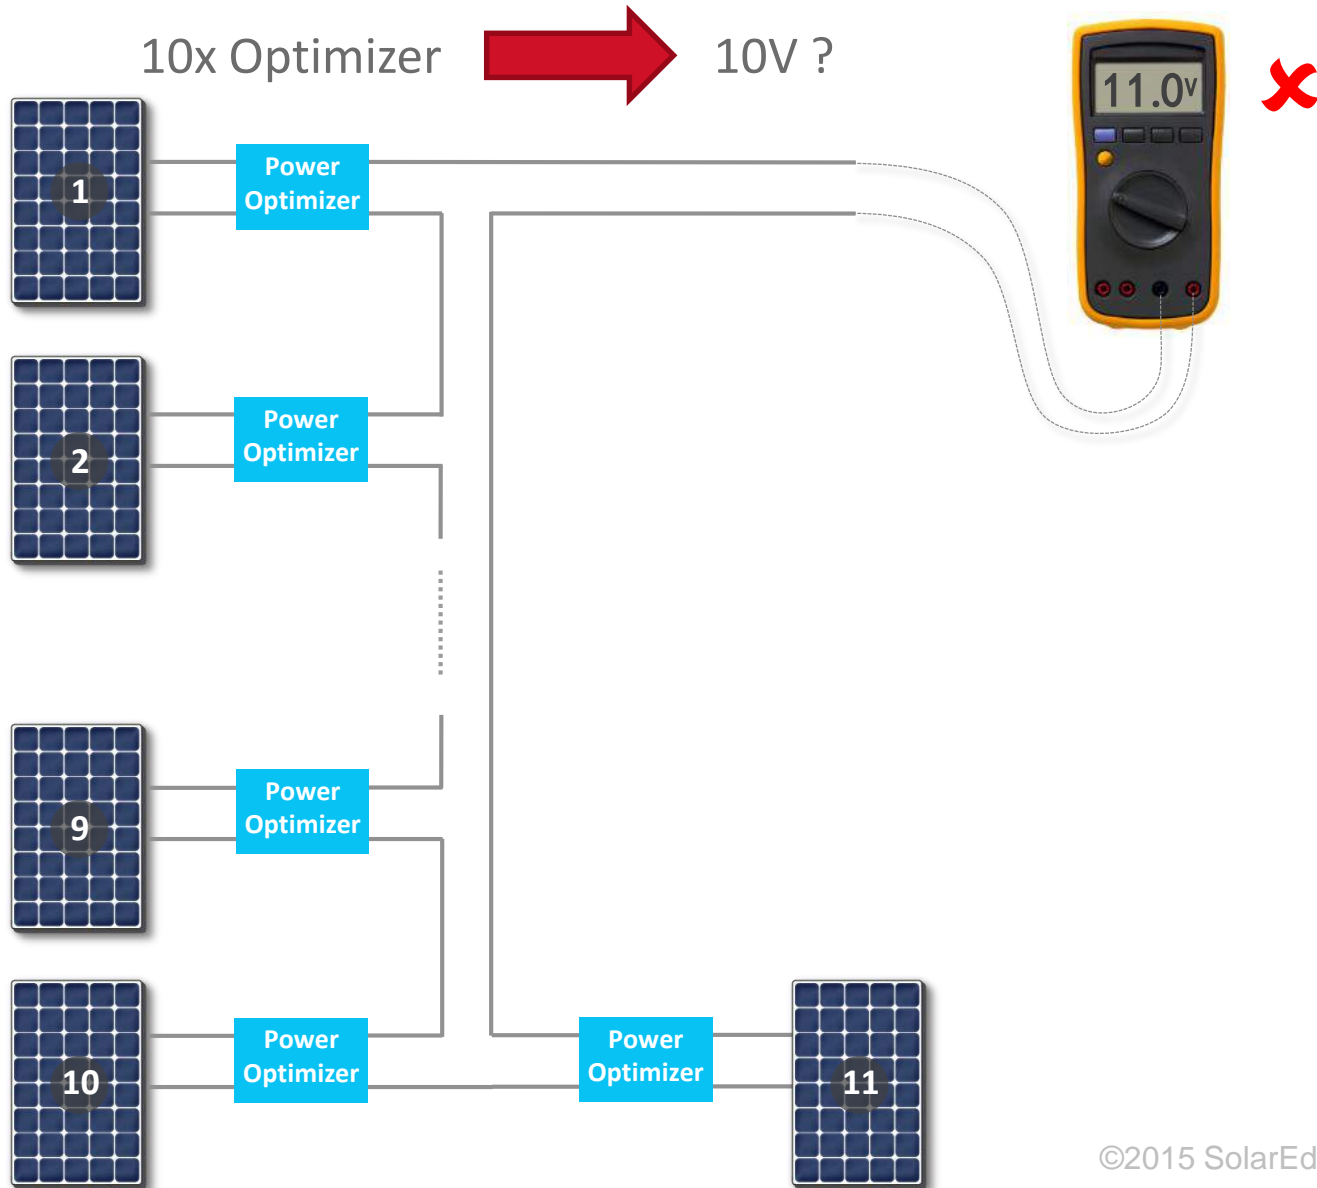 10x Optimizer
10V ?
11.0V
1
Power
Optimizer
2
Power
Optimizer
9
Power
Optimizer
10
Power
Optimizer
Power
Optimizer
11
©2015 SolarEd